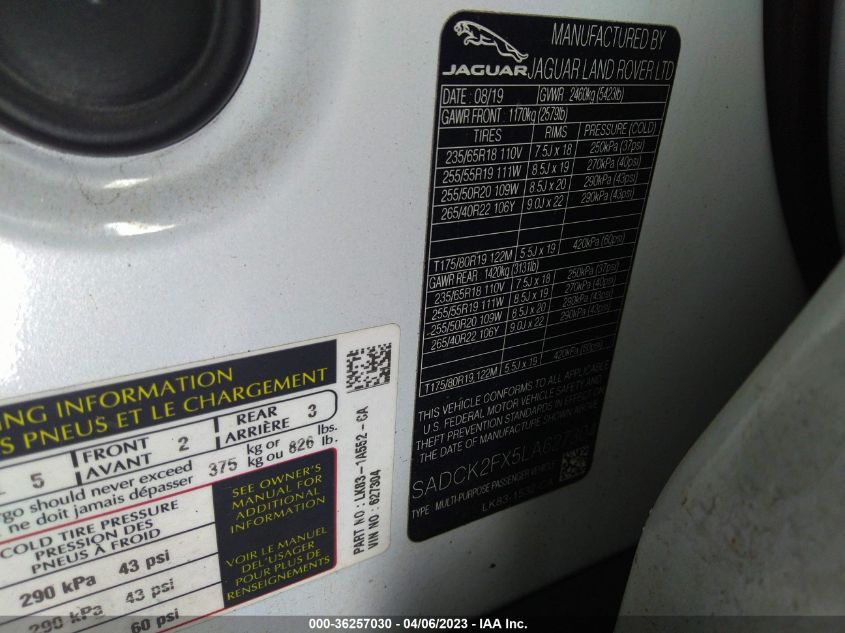 JAGUAR
MANUFACTURED BY
JAGUAR LAND ROVER LTD
DATE : 08/19 GVWR 2460kg (5423lb)
GAWR FRONT : 1170kg (2579lb)
TIRES RIMS PRESSURE (COLD)
235/65R18 110V 7.5J x 18 250kPa (37psi)
255/55R19 111W 8.5J x 19 270kPa (40psi)
255/50R20 109W 8.5J x 20 290kPa (43psi)
265/40R22 106Y 9.0J x 22 290kPa (43psi)
T175/80R19 122M 5.5J x 19 420kPa (60psi)
GAWR REAR : 1420kg (3131lb)
235/65R18 110V 7.5J x 18 250kPa (37psi)
255/55R19 111W 8.5J x 19 270kPa (40psi)
255/50R20 109W 8.5J x 20 290kPa (43psi)
265/40R22 106Y 9.0J x 22 290kPa (43psi)
T175/80R19 122M 5.5J x 19 420kPa (60psi)
THIS VEHICLE CONFORMS TO ALL APPLICABLE
U.S. FEDERAL MOTOR VEHICLE SAFETY AND
THEFT PREVENTION STANDARDS IN EFFECT ON
THE DATE OF MANUFACTURE SHOWN ABOVE.
TYPE : MULTI-PURPOSE PASSENGER VEHICLE
INFORMATION
PNEUS ET LE CHARGEMENT
5 FRONT AVANT 2 REAR ARRIÈRE 3
should never exceed 375 kg or 826 lbs.
ne doit jamais dépasser kg ou lb.
COLD TIRE PRESSURE
PRESSION DES
PNEUS À FROID
290 kPa 43 psi
290 kPa 43 psi
60 psi
SEE OWNER'S
MANUAL FOR
ADDITIONAL
INFORMATION
VOIR LE MANUEL
DE L'USAGER
POUR PLUS DE
RENSEIGNEMENTS
PART NO : LK83-1A552-CA
VIN NO : 627304
000-36257030 - 04/06/2023 - IAA Inc.